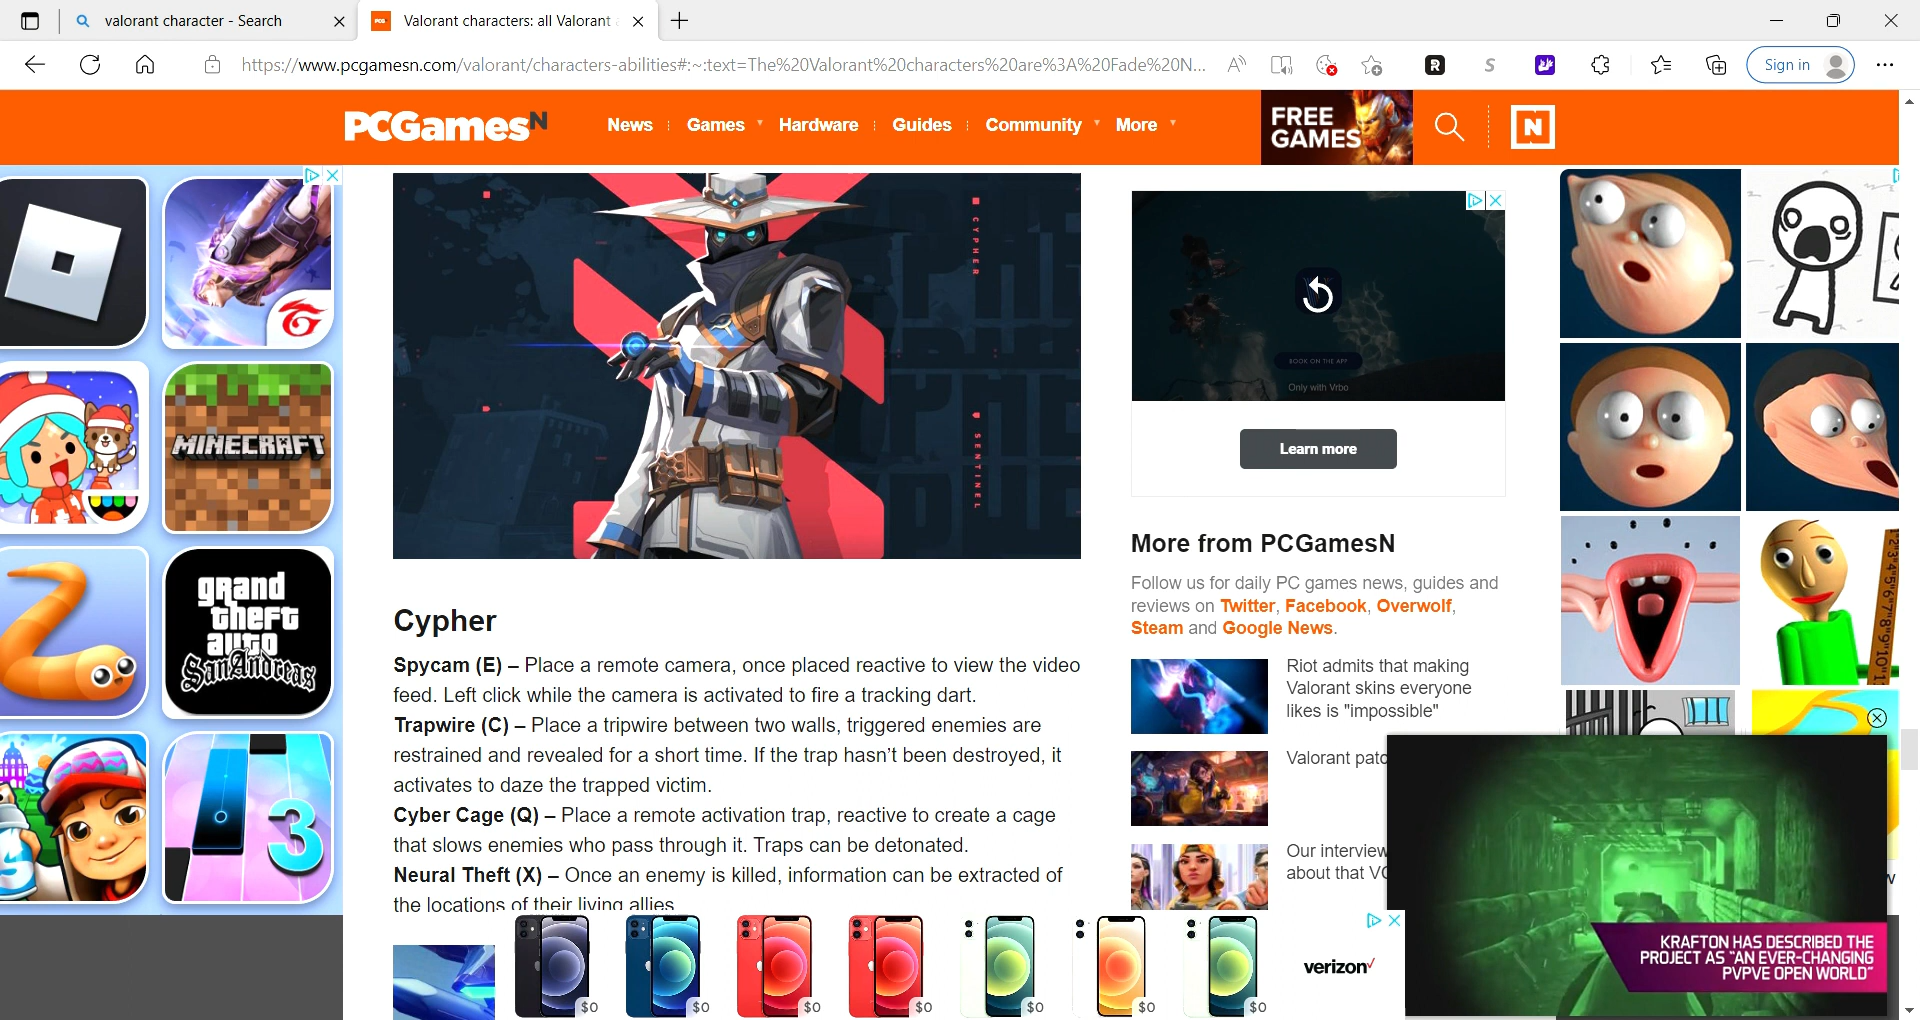 valorant character - Search
Valorant characters: all Valorant
https://www.pcgamesn.com/valorant/characters-abilities#:~:text=The%20Valorant%20characters%20are%3A%20Fade%20N...
Sign in
PCGamesN
News
Games
Hardware
Guides
Community
More
FREE
GAMES
N
MINECRAFT
grand
theft
auto
San Andreas
3
CYPHER
SENTINEL
BOOK ON THE APP
Only with Vrbo
Learn more
Cypher
Spycam (E) – Place a remote camera, once placed reactive to view the video
feed. Left click while the camera is activated to fire a tracking dart.
Trapwire (C) – Place a tripwire between two walls, triggered enemies are
restrained and revealed for a short time. If the trap hasn’t been destroyed, it
activates to daze the trapped victim.
Cyber Cage (Q) – Place a remote activation trap, reactive to create a cage
that slows enemies who pass through it. Traps can be detonated.
Neural Theft (X) – Once an enemy is killed, information can be extracted of
the locations of their living allies
More from PCGamesN
Follow us for daily PC games news, guides and
reviews on Twitter, Facebook, Overwolf,
Steam and Google News.
Riot admits that making
Valorant skins everyone
likes is "impossible"
Valorant patc
Our interview
about that VC
KRAFTON HAS DESCRIBED THE
PROJECT AS “AN EVER-CHANGING
PVPVE OPEN WORLD”
$0
$0
$0
$0
$0
$0
$0
verizon